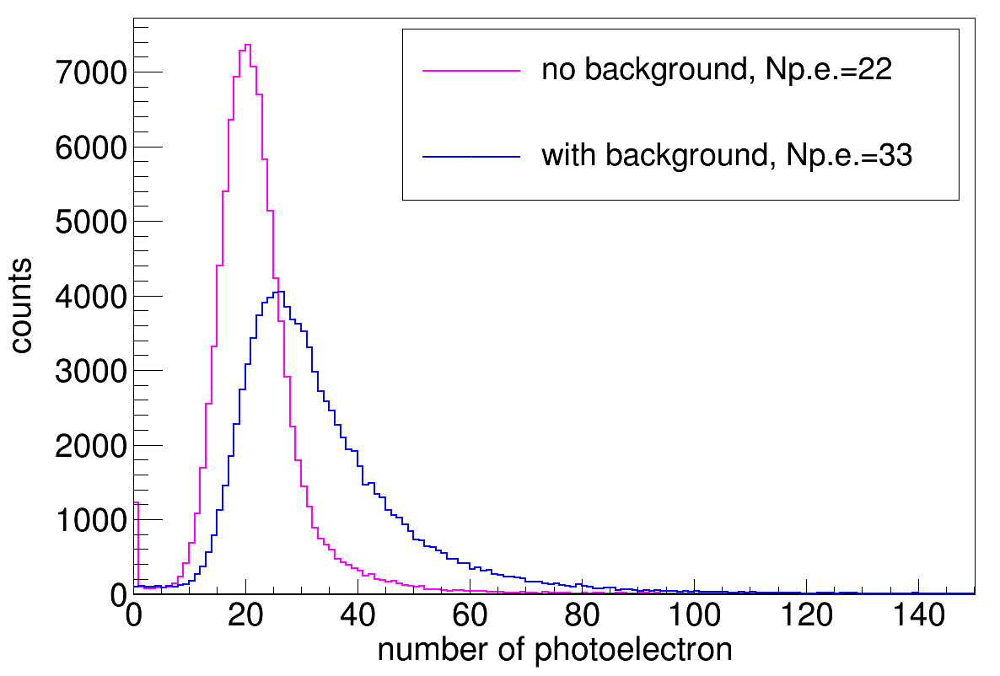 no background, Np.e.=22
with background, Np.e.=33
counts
7000
6000
5000
4000
3000
2000
1000
0
0 20 40 60 80 100 120 140
number of photoelectron